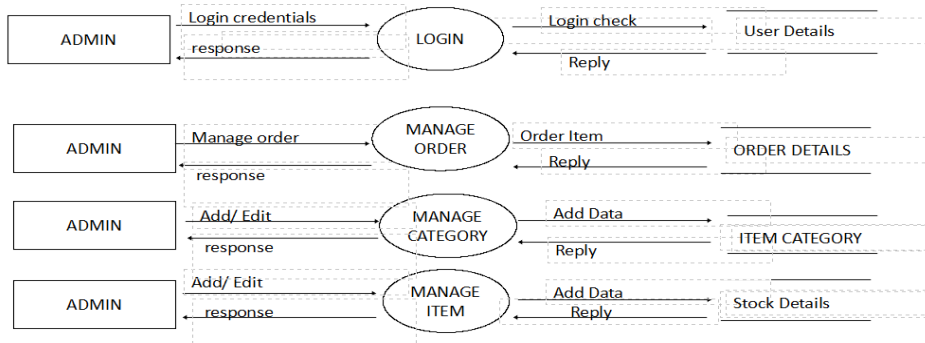 Login credentials
Login check
ADMIN
LOGIN
User Details
response
Reply
MANAGE
ORDER
Manage order
Order Item
ADMIN
ORDER DETAILS
response
Reply
Add/ Edit
Add Data
ADMIN
MANAGE
CATEGORY
ITEM CATEGORY
response
Reply
Add/ Edit
Add Data
ADMIN
MANAGE
ITEM
Stock Details
response
Reply